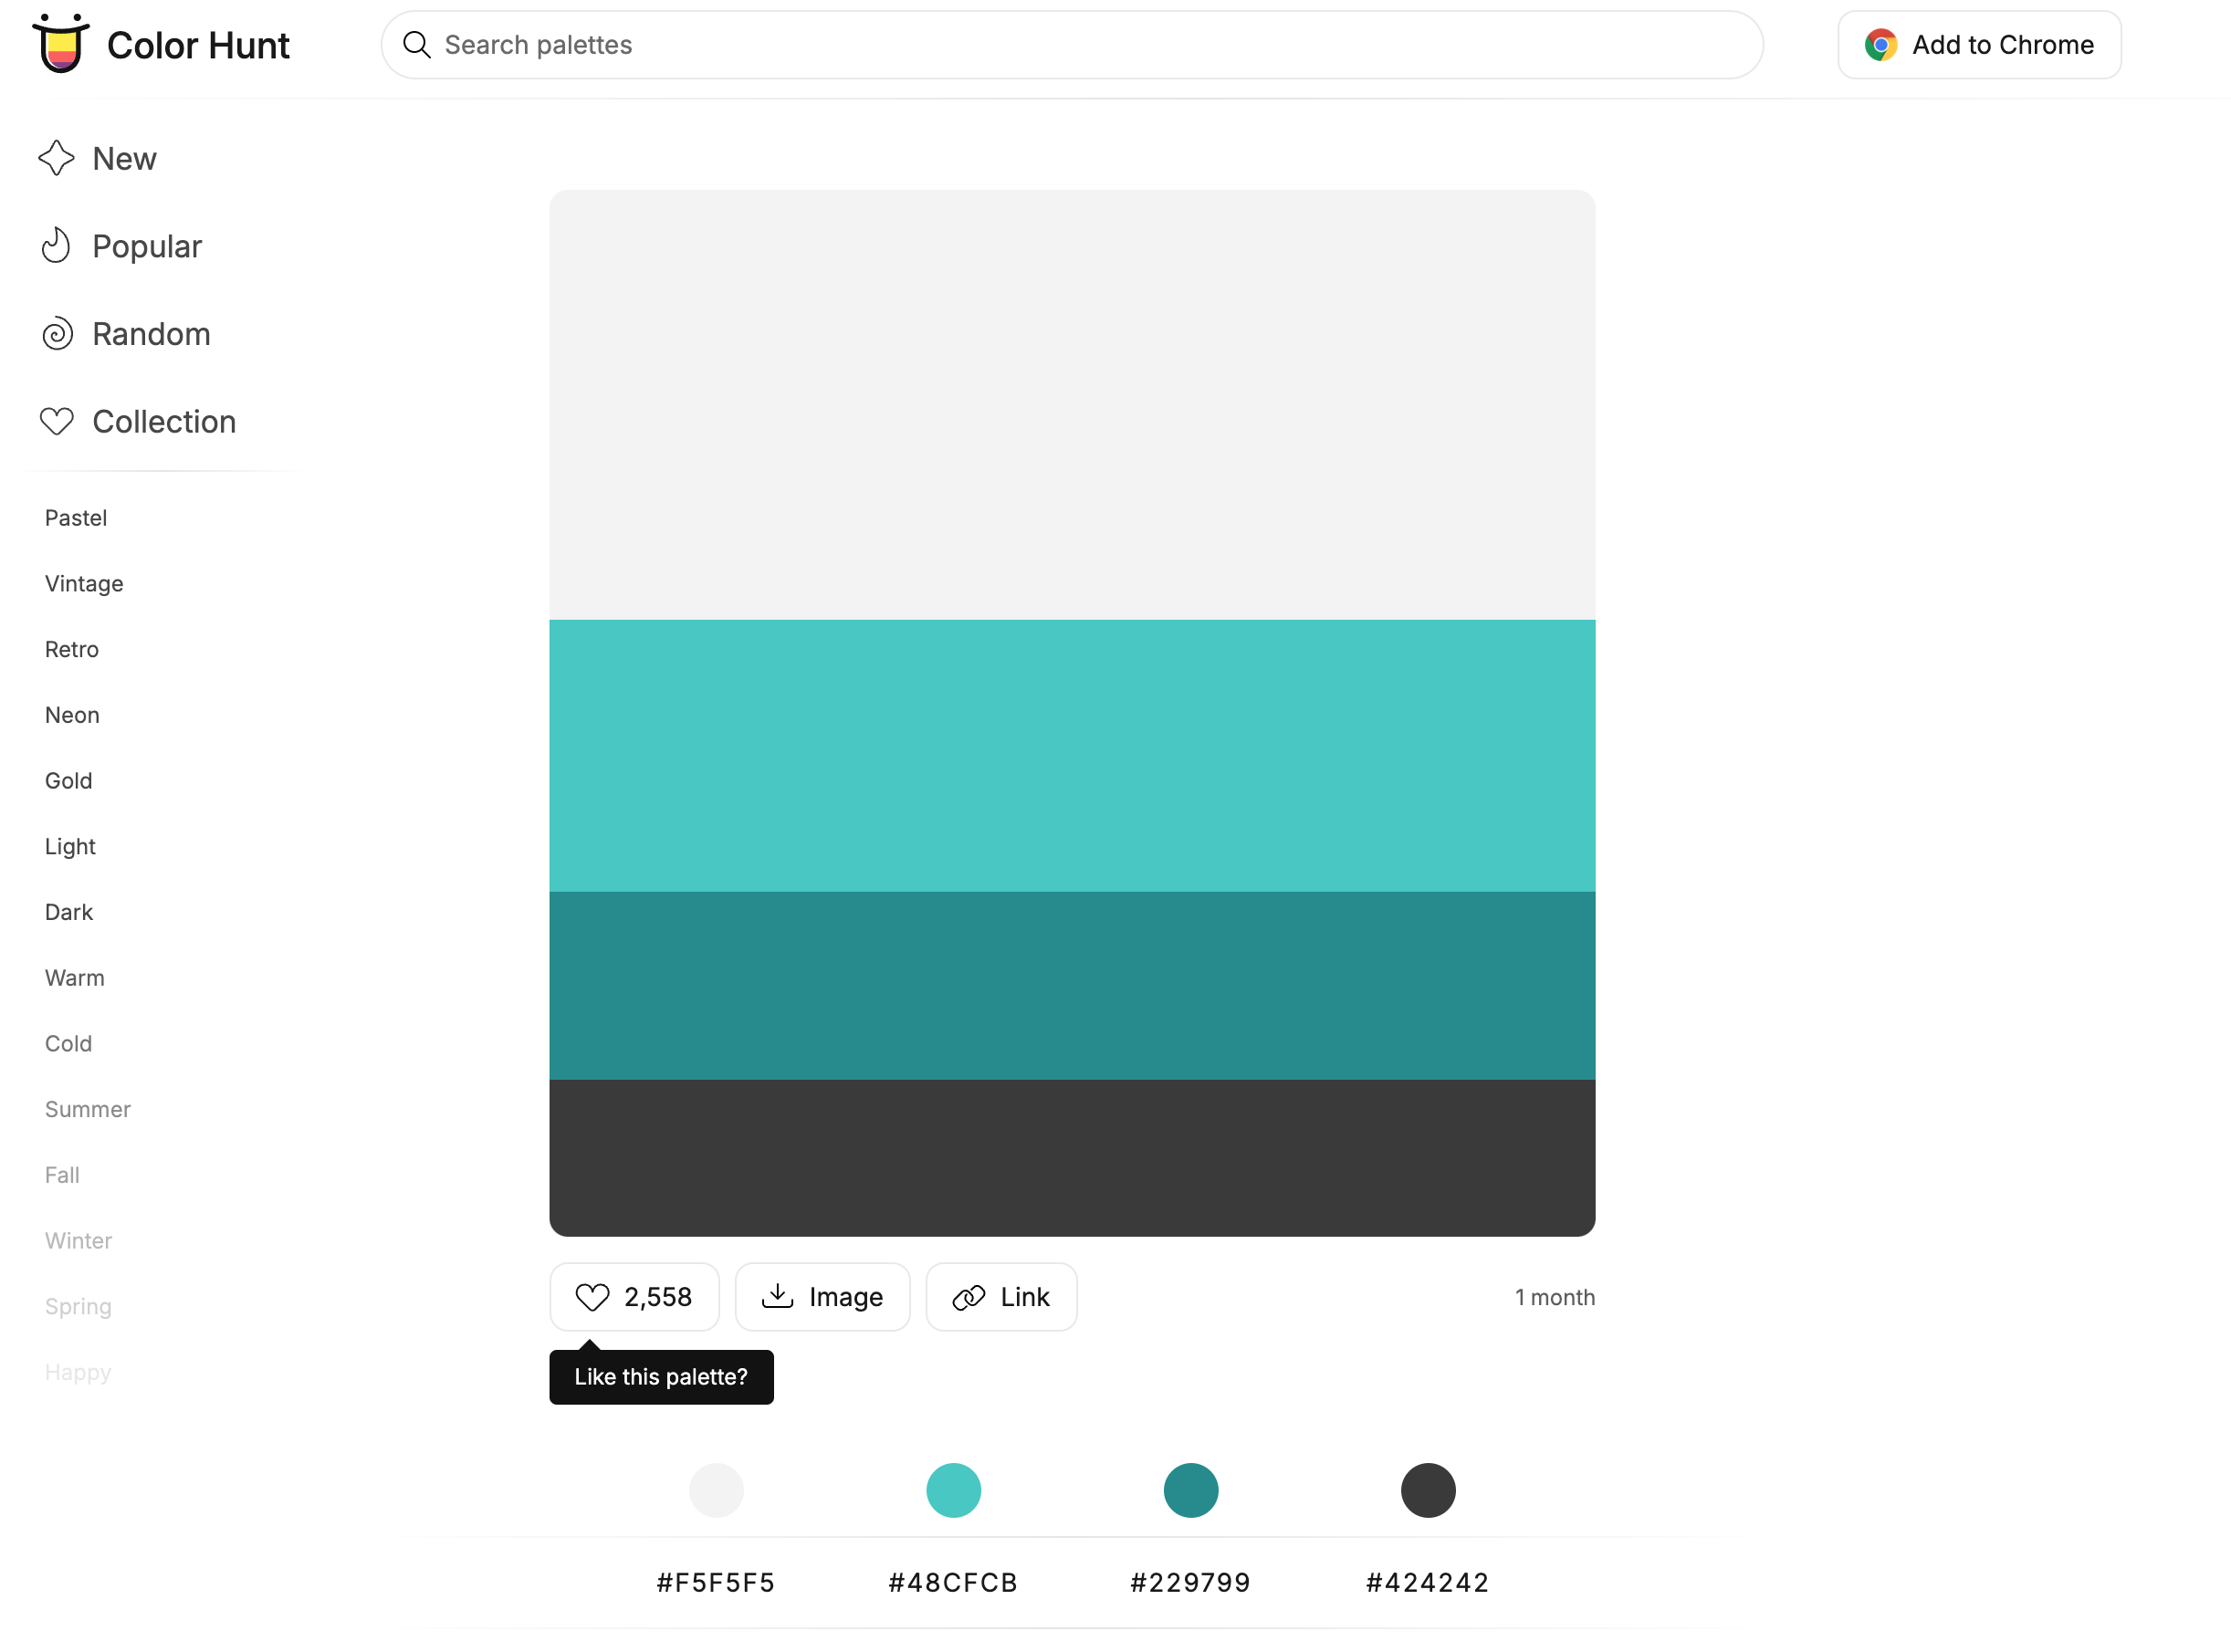 Color Hunt
Search palettes
Add to Chrome
New
Popular
Random
Collection
Pastel
Vintage
Retro
Neon
Gold
Light
Dark
Warm
Cold
Summer
Fall
Winter
Spring
Happy
2,558
Image
Link
1 month
Like this palette?
#F5F5F5
#48CFCB
#229799
#424242